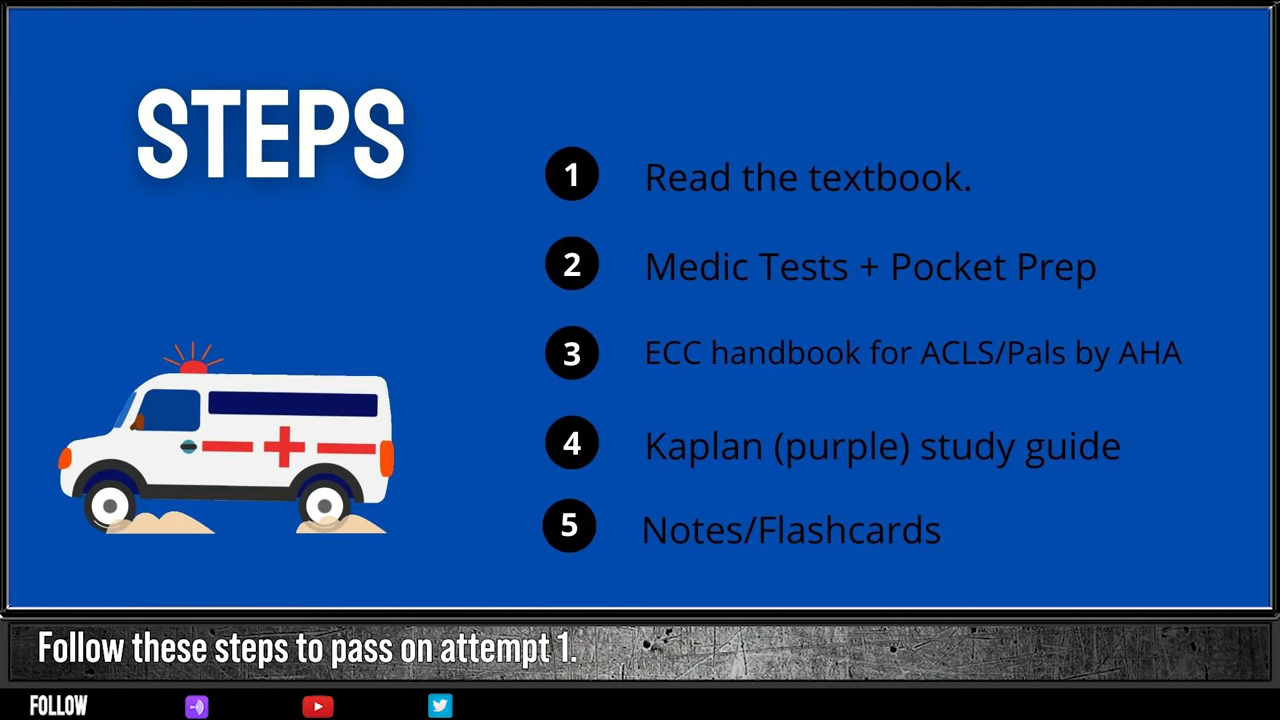 STEPS
1 Read the textbook.
2 Medic Tests + Pocket Prep
3 ECC handbook for ACLS/Pals by AHA
4 Kaplan (purple) study guide
5 Notes/Flashcards
Follow these steps to pass on attempt 1.
FOLLOW